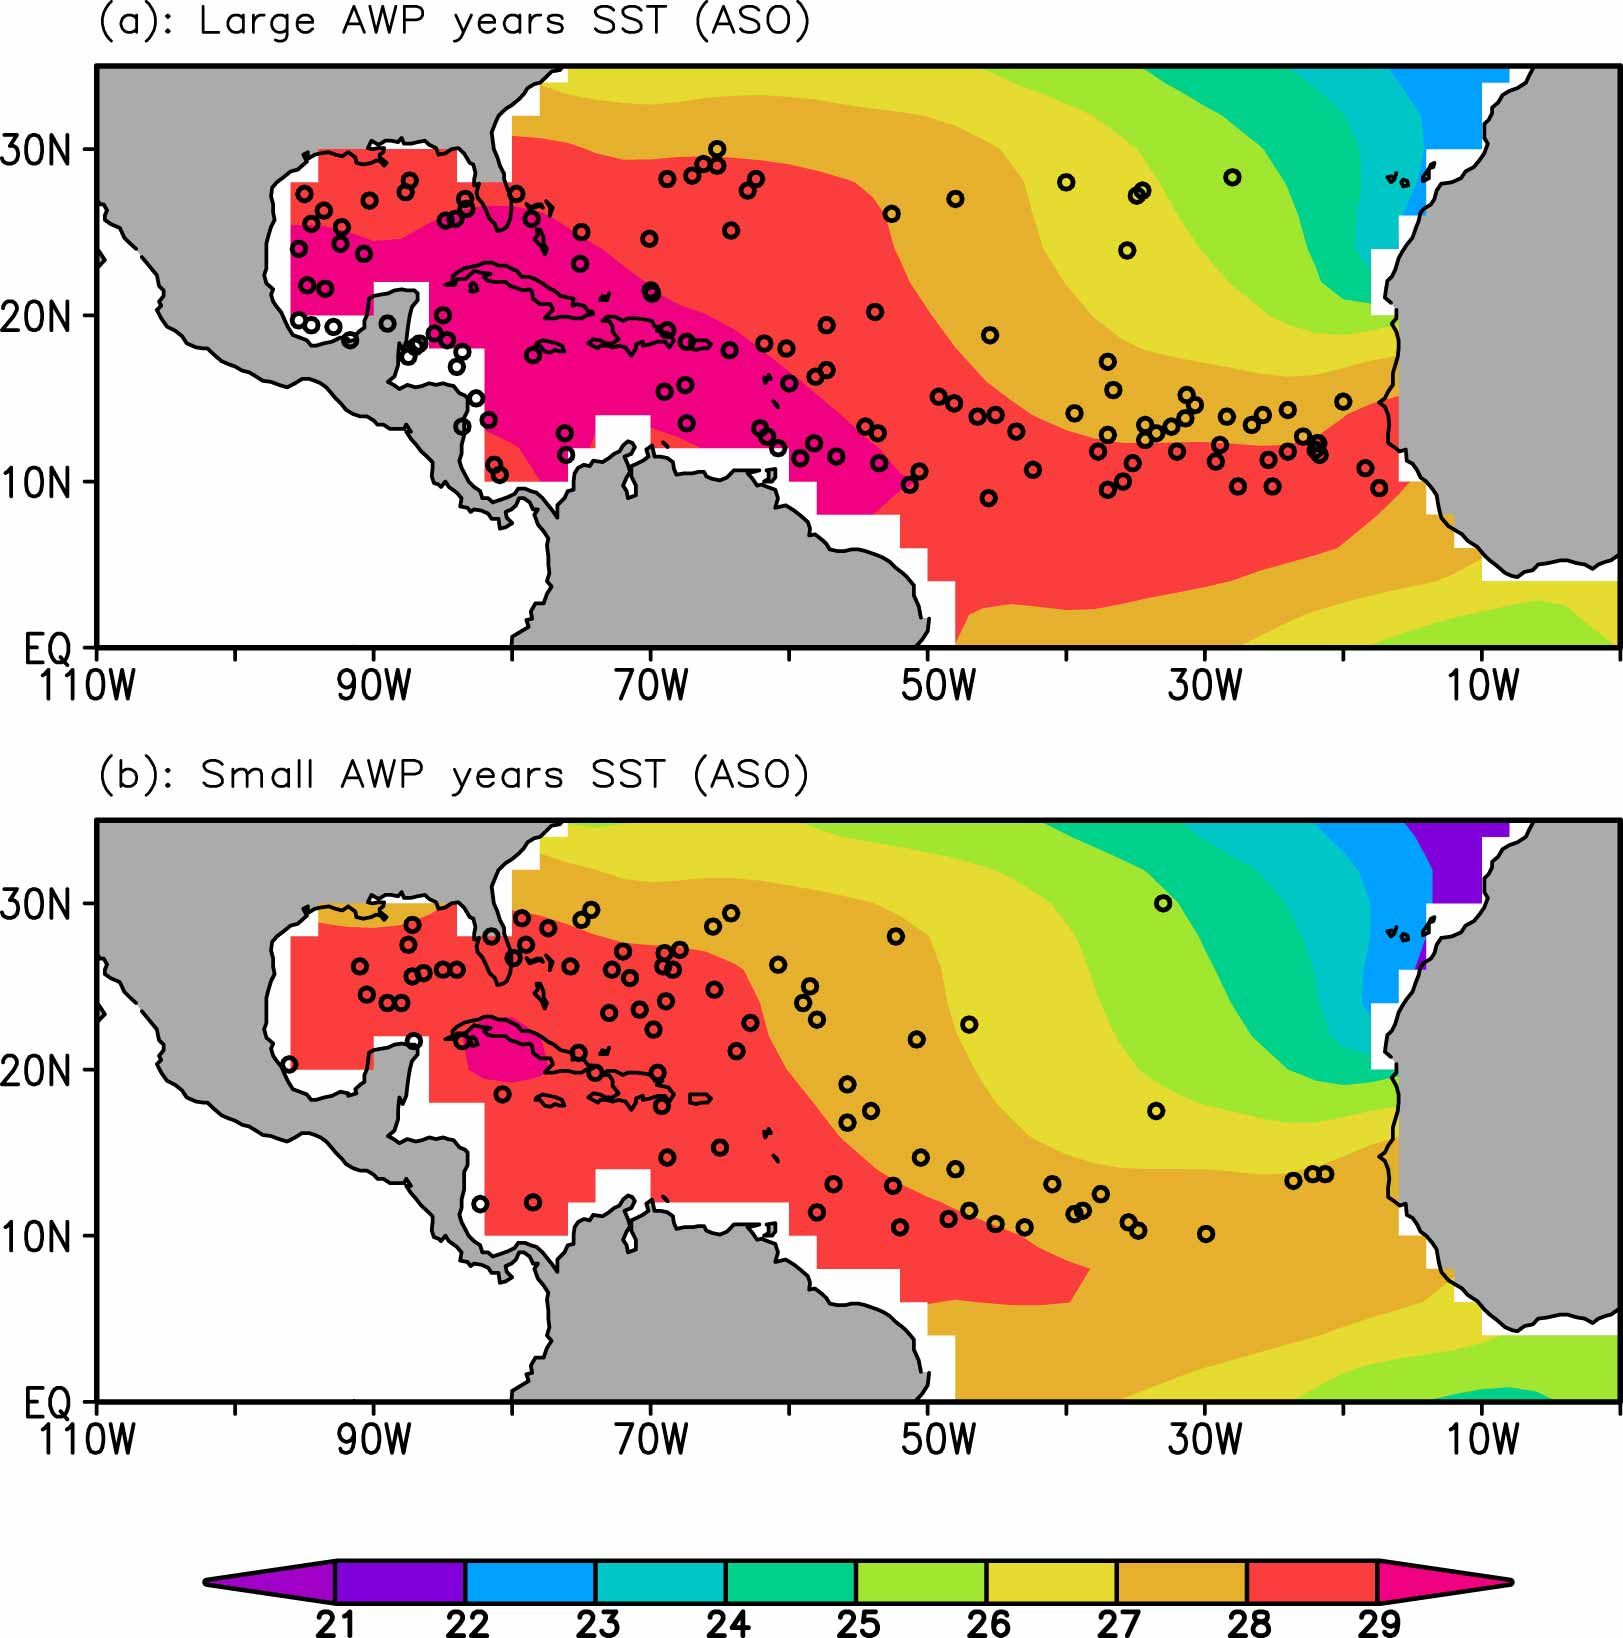 (a): Large AWP years SST (ASO)
30N
20N
10N
EQ
110W 90W 70W 50W 30W 10W
(b): Small AWP years SST (ASO)
30N
20N
10N
EQ
110W 90W 70W 50W 30W 10W
21 22 23 24 25 26 27 28 29